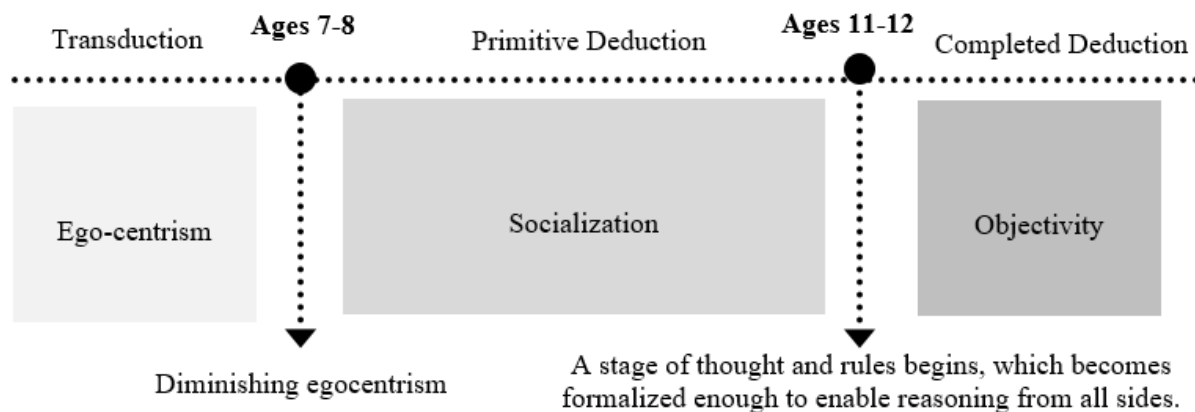 Transduction
Ages 7-8
Primitive Deduction
Ages 11-12
Completed Deduction
Ego-centrism
Socialization
Objectivity
Diminishing egocentrism
A stage of thought and rules begins, which becomes
formalized enough to enable reasoning from all sides.